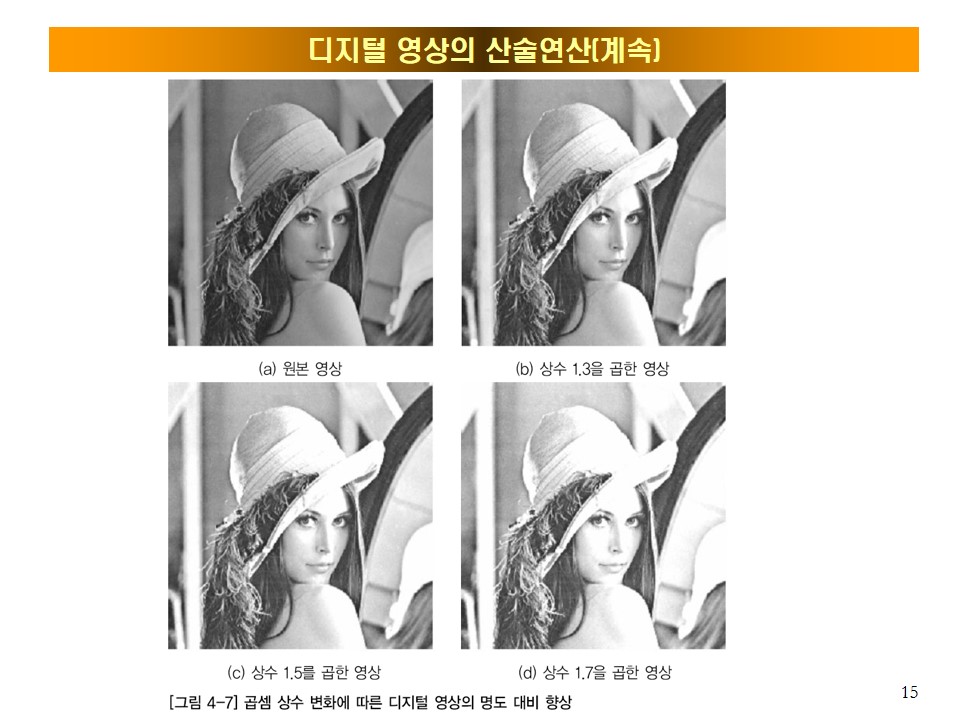 디지털 영상의 산술연산(계속)
(a) 원본 영상
(b) 상수 1.3을 곱한 영상
(c) 상수 1.5를 곱한 영상
(d) 상수 1.7을 곱한 영상
[그림 4-7] 곱셈 상수 변화에 따른 디지털 영상의 명도 대비 향상
15